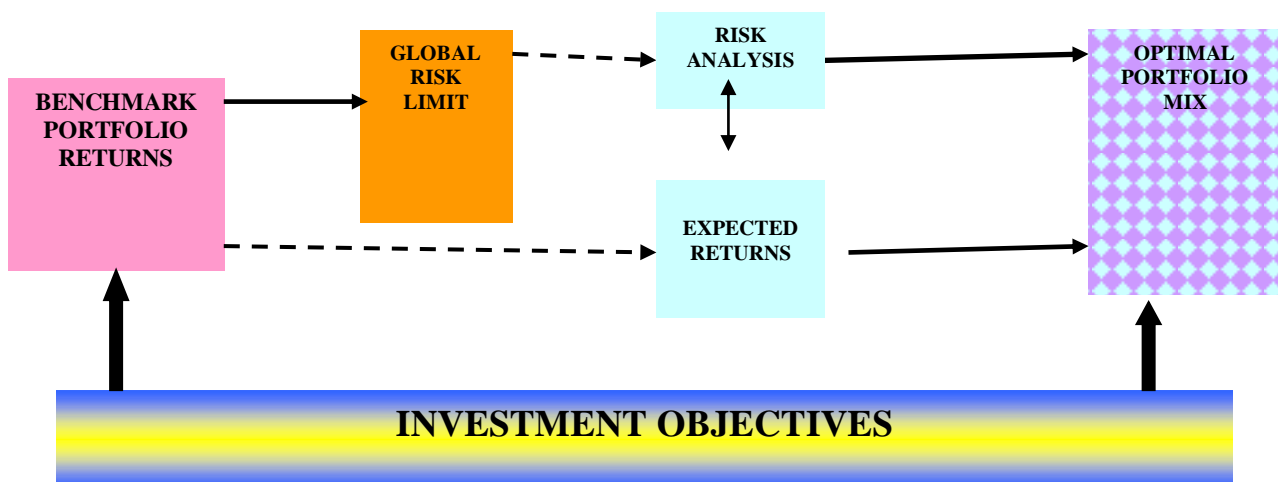 BENCHMARK
PORTFOLIO
RETURNS
GLOBAL
RISK
LIMIT
RISK
ANALYSIS
EXPECTED
RETURNS
OPTIMAL
PORTFOLIO
MIX
INVESTMENT OBJECTIVES